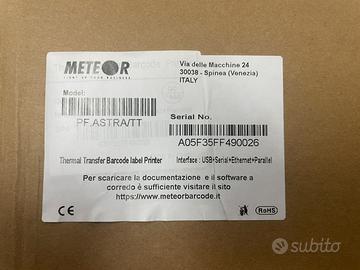 METEOR
Via delle Macchine 24
30038 - Spinea (Venezia)
ITALY
Model:
PF.ASTRA/TT
Serial No.
A05F35FF490026
Thermal Transfer Barcode label Printer
Interface : USB+Serial+Ethernet+Parallel
Per scaricare la documentazione e il software a
corredo é sufficiente visitare il sito
https://www.meteorbarcode.it
CE
RoHS
subito